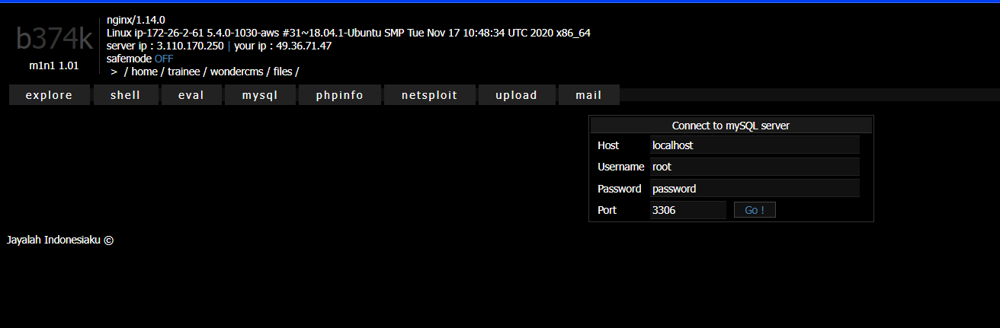 b374k
m1n1 1.01
nginx/1.14.0
Linux ip-172-26-2-61 5.4.0-1030-aws #31~18.04.1-Ubuntu SMP Tue Nov 17 10:48:34 UTC 2020 x86_64
server ip : 3.110.170.250 | your ip : 49.36.71.47
safemode OFF
> / home / trainee / wondercms / files /
explore shell eval mysql phpinfo netsploit upload mail
Connect to mySQL server
Host localhost
Username root
Password password
Port 3306 Go !
Jayalah Indonesiaku ©